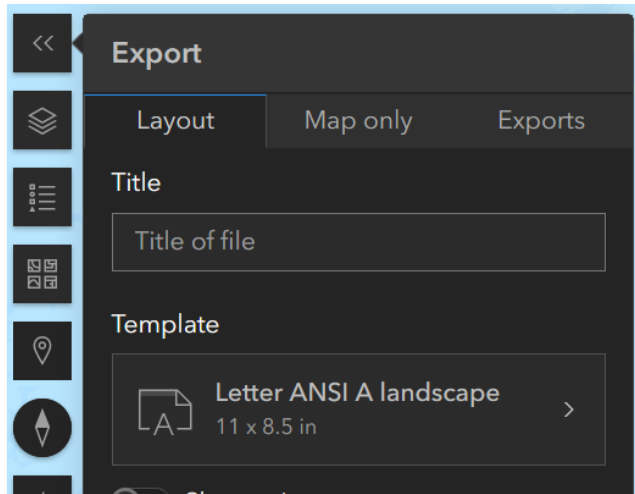 Export
Layout Map only Exports
Title
Title of file
Template
A Letter ANSI A landscape
11 x 8.5 in